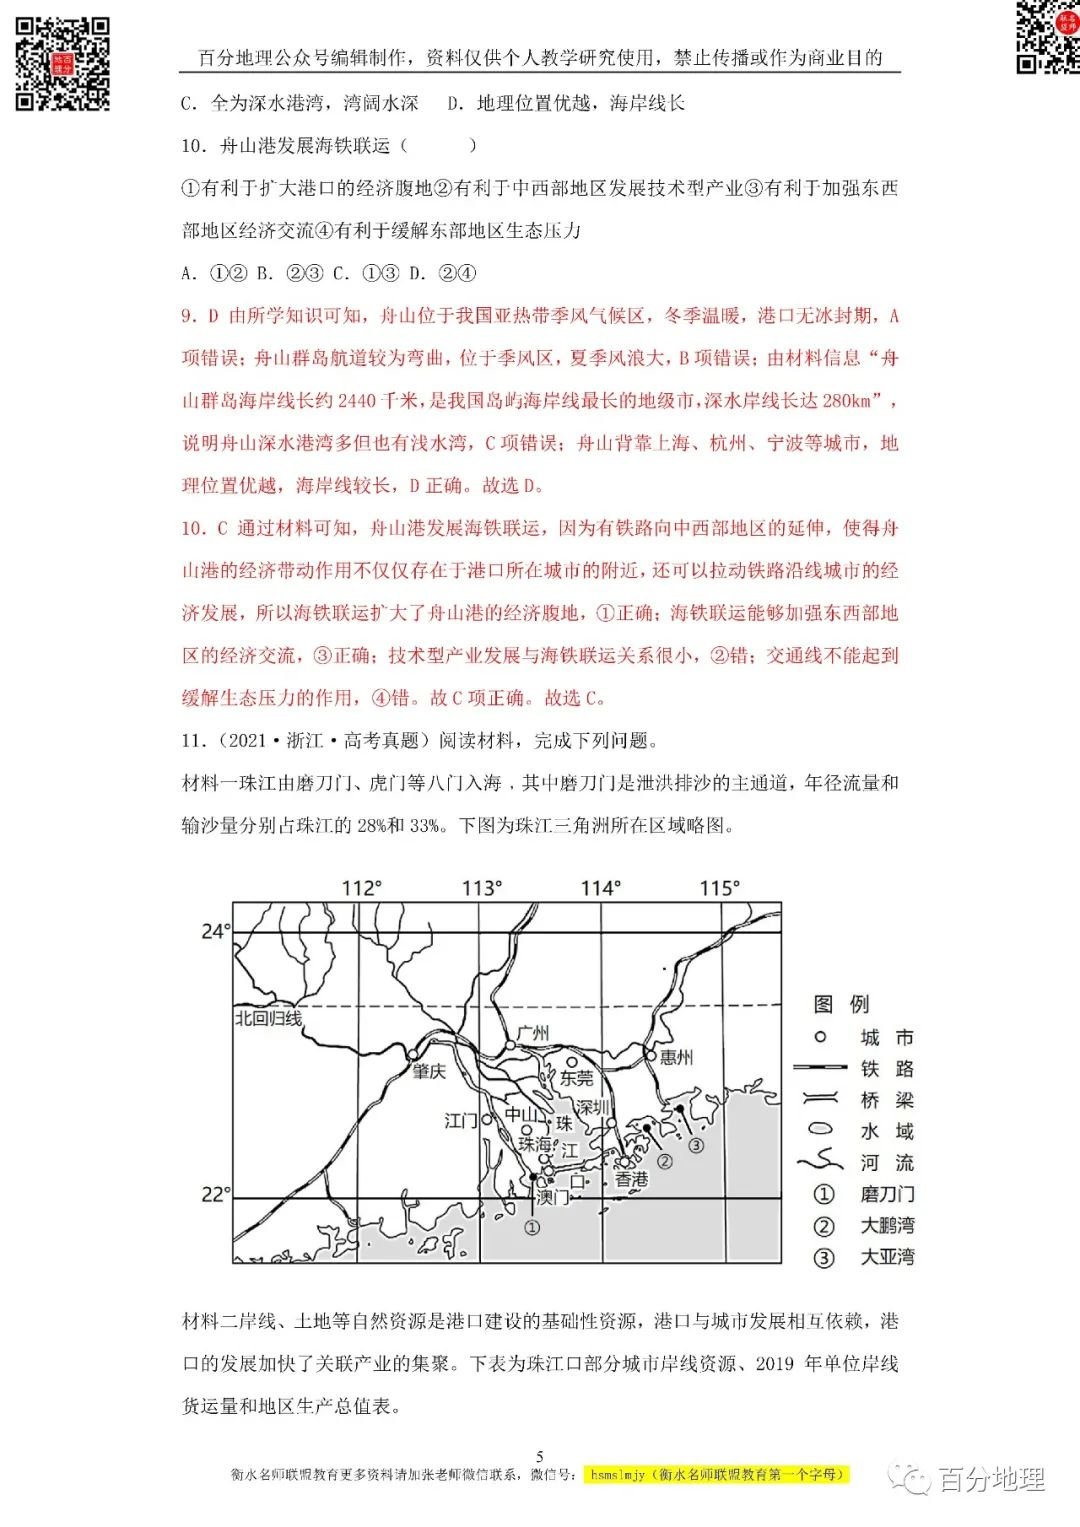 百分地理公众号编辑制作，资料仅供个人教学研究使用，禁止传播或作为商业目的
C. 全为深水港湾，湾阔水深 D. 地理位置优越，海岸线长
10. 舟山港发展海铁联运（ ）
①有利于扩大港口的经济腹地②有利于中西部地区发展技术型产业③有利于加强东西
部地区经济交流④有利于缓解东部地区生态压力
A. ①② B. ②③ C. ①③ D. ②④
9. D 由所学知识可知，舟山位于我国亚热带季风气候区，冬季温暖，港口无冰封期，A
项错误；舟山群岛航道较为弯曲，位于季风区，夏季风浪大，B 项错误；由材料信息“舟
山群岛海岸线长约 2440 千米，是我国岛屿海岸线最长的地级市，深水岸线长达 280km”，
说明舟山深水港湾多但也有浅水湾，C 项错误；舟山背靠上海、杭州、宁波等城市，地
理位置优越，海岸线较长，D 正确。故选 D。
10. C 通过材料可知，舟山港发展海铁联运，因为有铁路向中西部地区的延伸，使得舟
山港的经济带动作用不仅仅存在于港口所在城市的附近，还可以拉动铁路沿线城市的经
济发展，所以海铁联运扩大了舟山港的经济腹地，①正确；海铁联运能够加强东西部地
区的经济交流，③正确；技术型产业发展与海铁联运关系很小，②错；交通线不能起到
缓解生态压力的作用，④错。故 C 项正确。故选 C。
11.（2021·浙江·高考真题）阅读材料，完成下列问题。
材料一珠江由磨刀门、虎门等八门入海﹐其中磨刀门是泄洪排沙的主通道，年径流量和
输沙量分别占珠江的 28%和 33%。下图为珠江三角洲所在区域略图。
112° 113° 114° 115°
24°
北回归线
广州
惠州
肇庆
东莞
江门
中山
深圳
珠
珠海
江
口
香港
澳门
22°
①
②
③
图 例
城 市
铁 路
桥 梁
水 域
河 流
① 磨刀门
② 大鹏湾
③ 大亚湾
材料二岸线、土地等自然资源是港口建设的基础性资源，港口与城市发展相互依赖，港
口的发展加快了关联产业的集聚。下表为珠江口部分城市岸线资源、2019 年单位岸线
货运量和地区生产总值表。
5
衡水名师联盟教育更多资料请加张老师微信联系，微信号： hsmslmjy（衡水名师联盟教育第一个字母）
百分地理